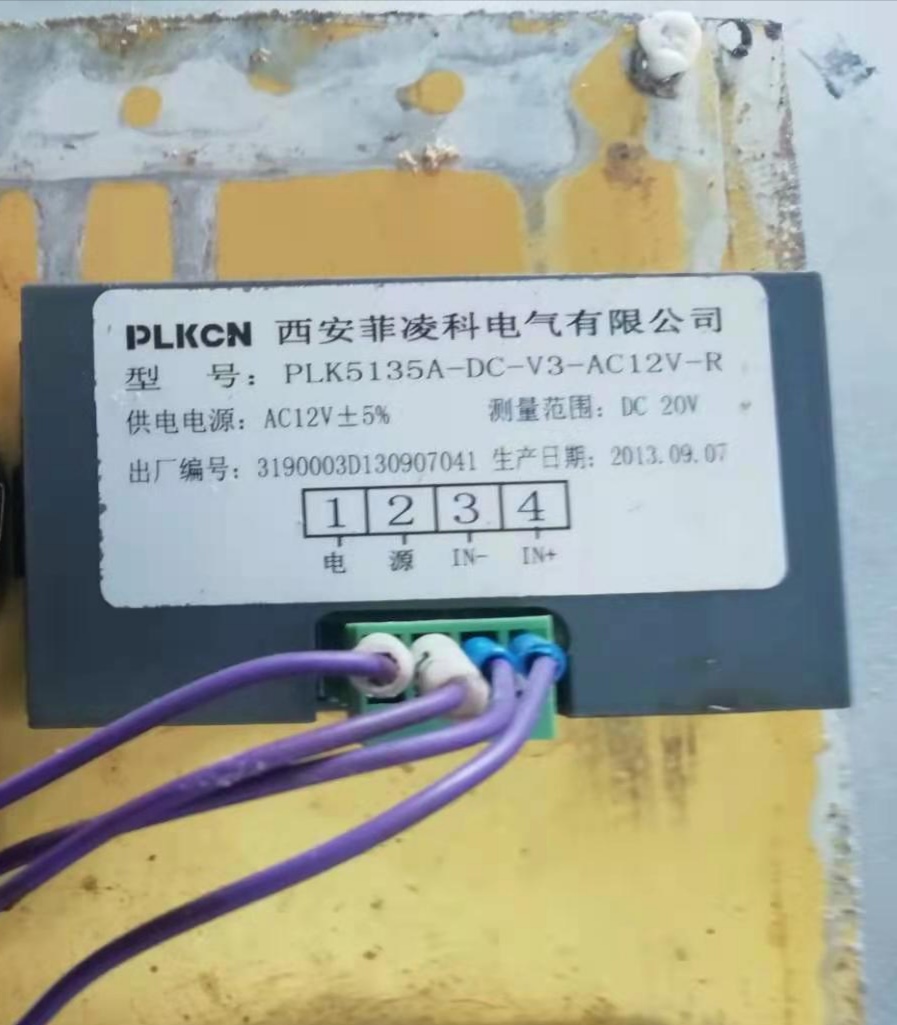 PLKCN 西安菲凌科电气有限公司
型 号：PLK5135A-DC-V3-AC12V-R
供电电源：AC12V±5% 测量范围：DC 20V
出厂编号：3190003D130907041 生产日期：2013.09.07
1 2 3 4
电 源 IN- IN+